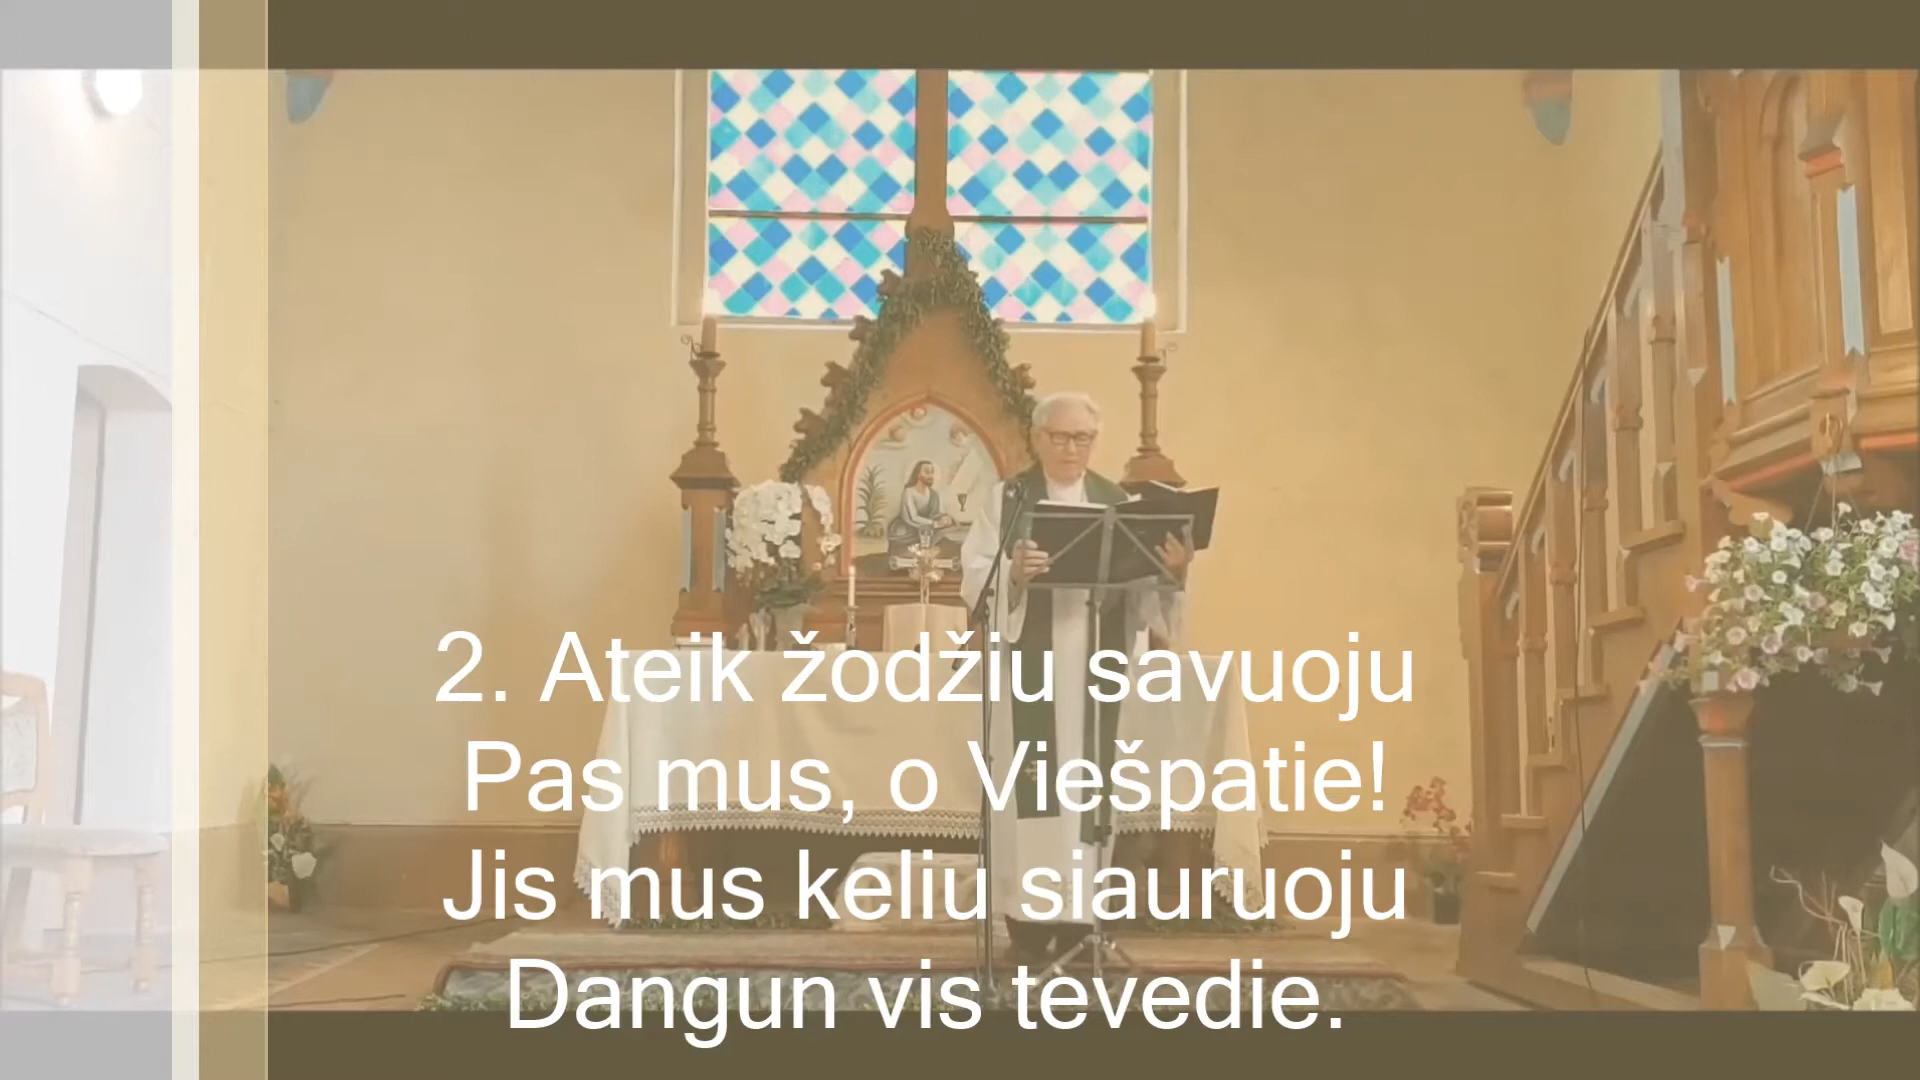 2. Ateik žodžiu savuoju
Pas mus, o Viešpatie!
Jis mus keliu siauruoju
Dangun vis tevedie.